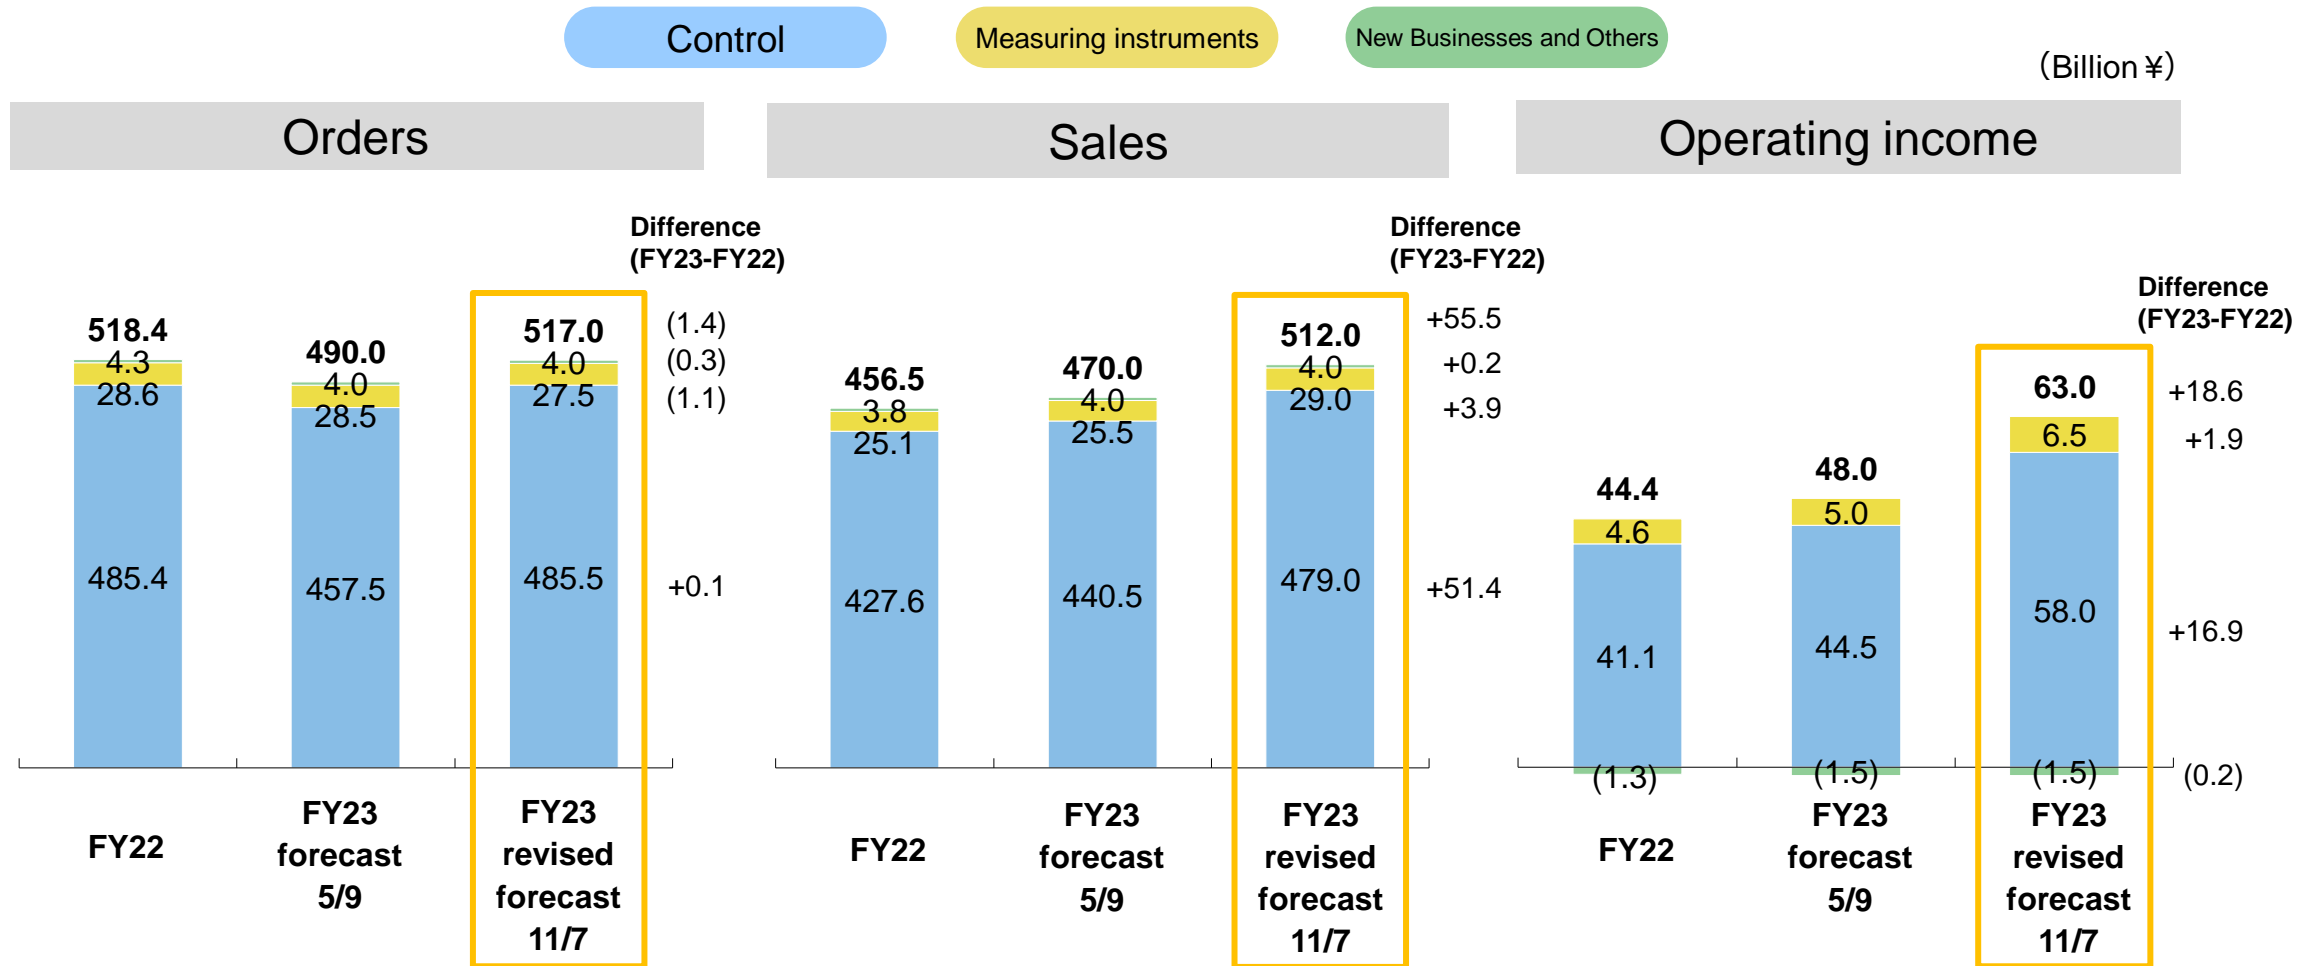 Control
Measuring instruments
New Businesses and Others
（Billion ¥）
Orders
Difference
(FY23-FY22)
518.4
4.3
28.6
485.4
490.0
4.0
28.5
457.5
517.0
4.0
27.5
485.5
(1.4)
(0.3)
(1.1)
+0.1
FY22
FY23
forecast
5/9
FY23
revised
forecast
11/7
Sales
Difference
(FY23-FY22)
456.5
3.8
25.1
427.6
470.0
4.0
25.5
440.5
512.0
4.0
29.0
479.0
+55.5
+0.2
+3.9
+51.4
FY22
FY23
forecast
5/9
FY23
revised
forecast
11/7
Operating income
Difference
(FY23-FY22)
44.4
4.6
41.1
(1.3)
48.0
5.0
44.5
(1.5)
63.0
6.5
58.0
(1.5)
+18.6
+1.9
+16.9
(0.2)
FY22
FY23
forecast
5/9
FY23
revised
forecast
11/7